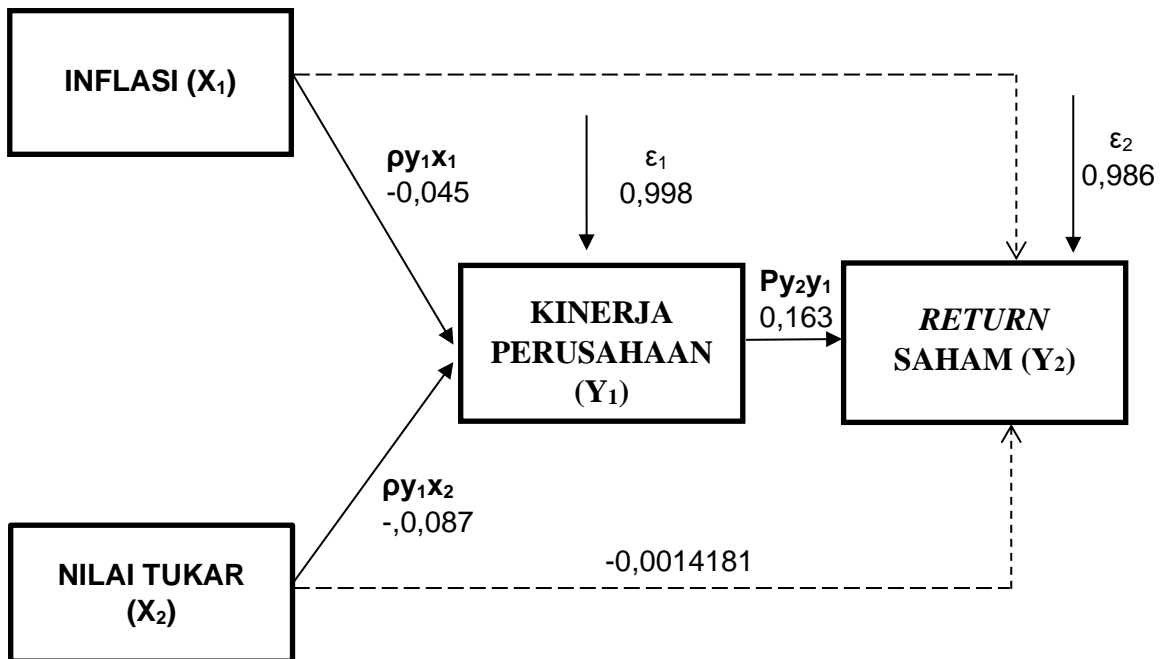 INFLASI (X₁)
ρy₁x₁
-0,045
ε₁
0,998
ε₂
0,986
KINERJA
PERUSAHAAN
(Y₁)
Py₂y₁
0,163
RETURN
SAHAM (Y₂)
ρy₁x₂
-,0,087
NILAI TUKAR
(X₂)
-0,0014181